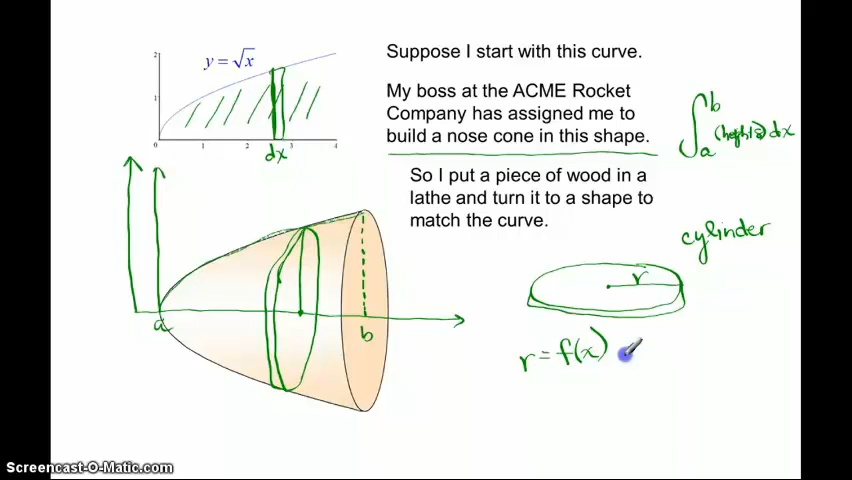 y = √x
2
1
1
2
3
4
dx
Suppose I start with this curve.
My boss at the ACME Rocket
Company has assigned me to
build a nose cone in this shape.
So I put a piece of wood in a
lathe and turn it to a shape to
match the curve.
∫ₐᵇ (heights) dx
cylinder
r
r = f(x)
a
b
Screencast-O-Matic.com